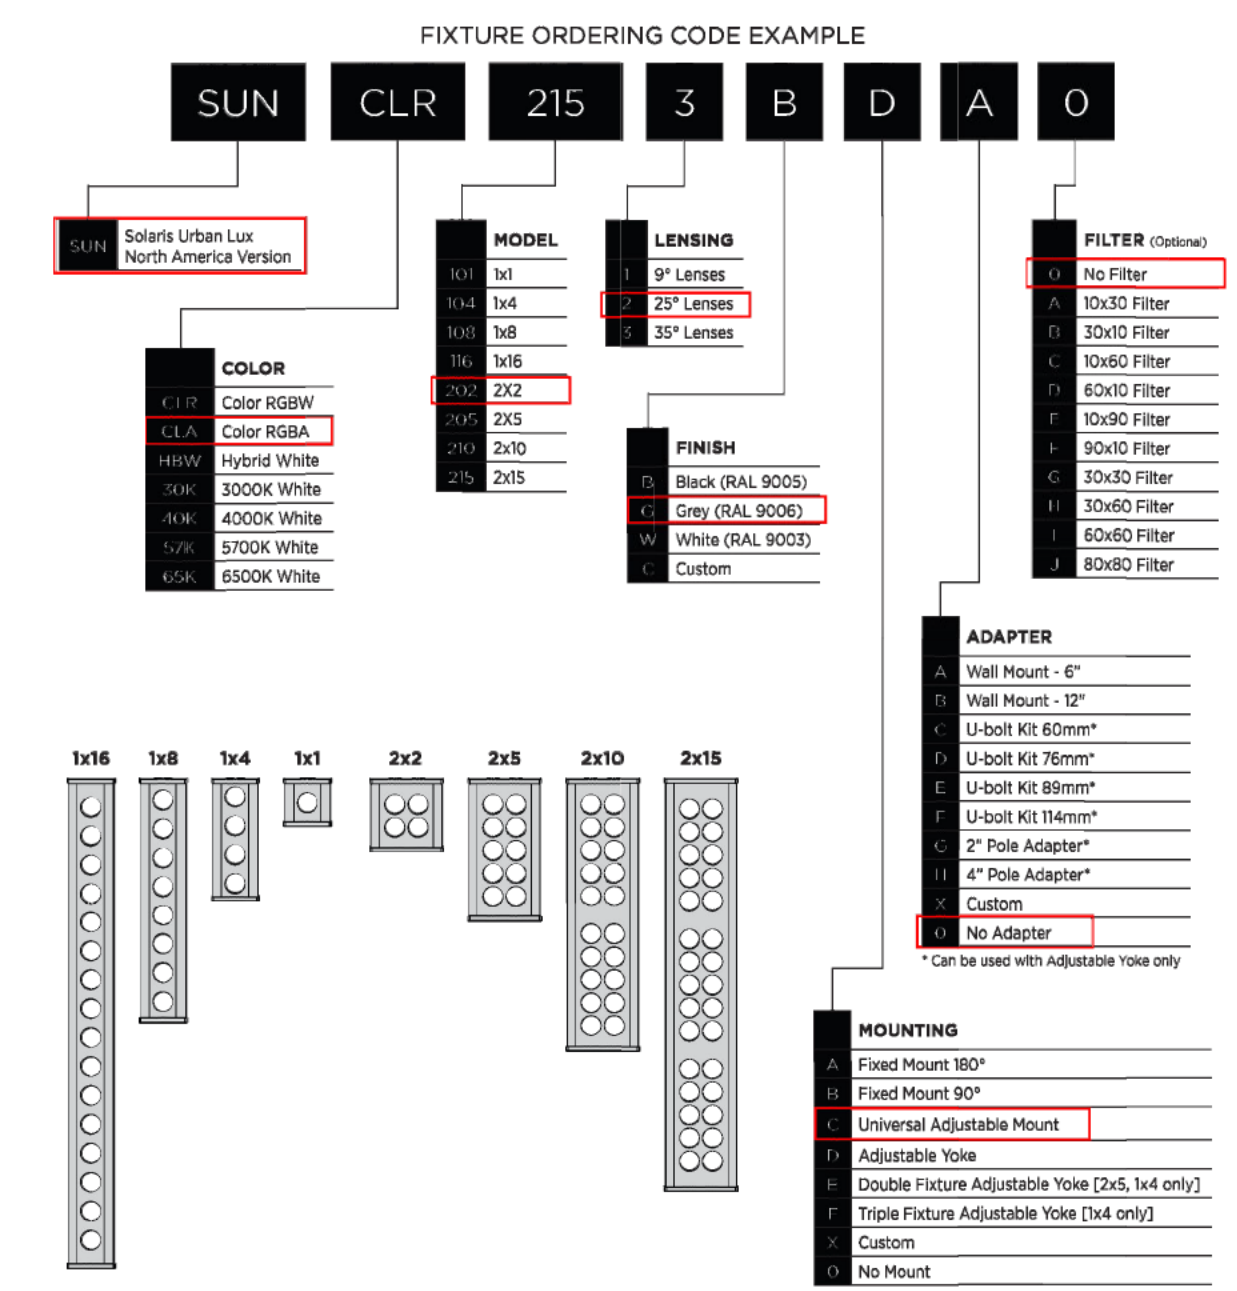 FIXTURE ORDERING CODE EXAMPLE
SUN CLR 215 3 B D A 0
SUN Solaris Urban Lux
North America Version
COLOR
CLR Color RGBW
CLA Color RGBA
HBW Hybrid White
30K 3000K White
40K 4000K White
57K 5700K White
65K 6500K White
MODEL
101 1x1
104 1x4
108 1x8
116 1x16
202 2X2
205 2X5
210 2x10
215 2x15
LENSING
1 9° Lenses
2 25° Lenses
3 35° Lenses
FINISH
B Black (RAL 9005)
G Grey (RAL 9006)
W White (RAL 9003)
C Custom
FILTER (Optional)
0 No Filter
A 10x30 Filter
B 30x10 Filter
C 10x60 Filter
D 60x10 Filter
E 10x90 Filter
F 90x10 Filter
G 30x30 Filter
H 30x60 Filter
I 60x60 Filter
J 80x80 Filter
ADAPTER
A Wall Mount - 6"
B Wall Mount - 12"
C U-bolt Kit 60mm*
D U-bolt Kit 76mm*
E U-bolt Kit 89mm*
F U-bolt Kit 114mm*
G 2" Pole Adapter*
H 4" Pole Adapter*
X Custom
0 No Adapter
* Can be used with Adjustable Yoke only
1x16 1x8 1x4 1x1 2x2 2x5 2x10 2x15
MOUNTING
A Fixed Mount 180°
B Fixed Mount 90°
C Universal Adjustable Mount
D Adjustable Yoke
E Double Fixture Adjustable Yoke [2x5, 1x4 only]
F Triple Fixture Adjustable Yoke [1x4 only]
X Custom
0 No Mount